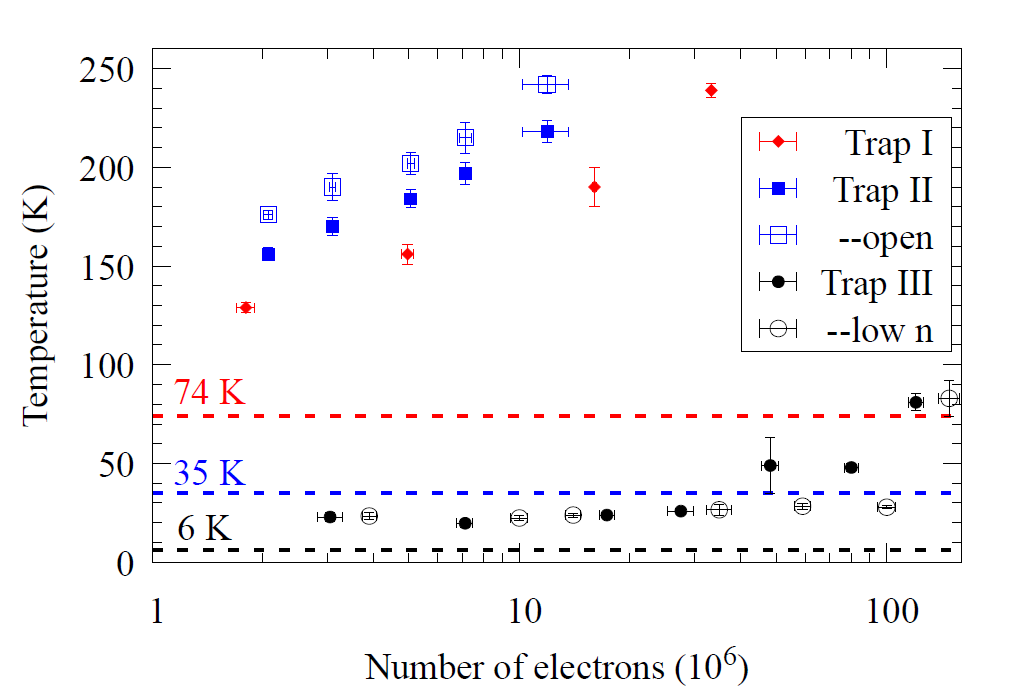 250
200
150
100
50
0
Temperature (K)
Trap I
Trap II
--open
Trap III
--low n
74 K
35 K
6 K
1
10
100
Number of electrons (10⁶)